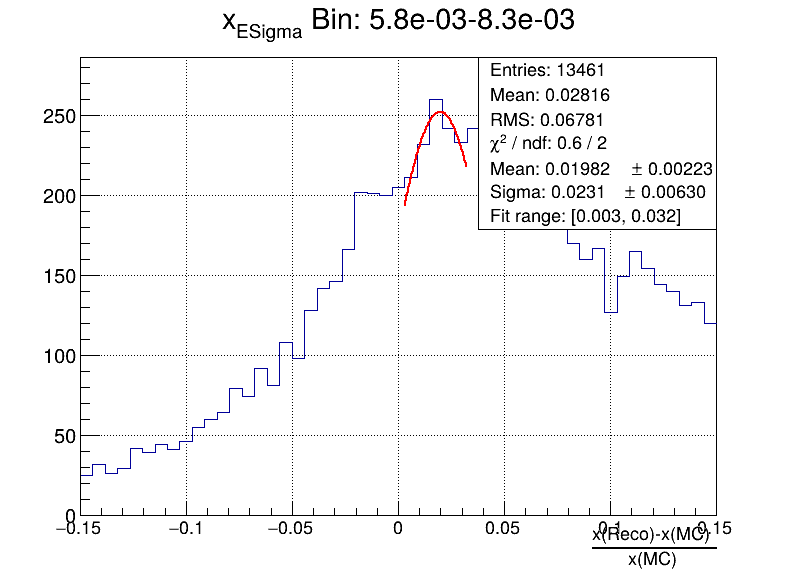 x_ESigma Bin: 5.8e-03-8.3e-03
Entries: 13461
Mean: 0.02816
RMS: 0.06781
χ² / ndf: 0.6 / 2
Mean: 0.01982 ± 0.00223
Sigma: 0.0231 ± 0.00630
Fit range: [0.003, 0.032]
250
200
150
100
50
0
−0.15 −0.1 −0.05 0 0.05 0.1 0.15
x(Reco)-x(MC)
x(MC)